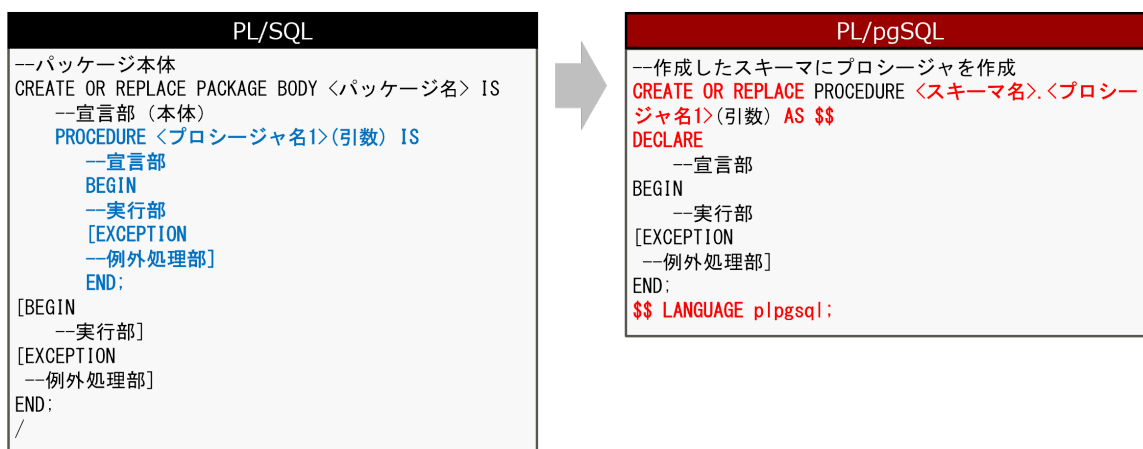 PL/SQL
--パッケージ本体
CREATE OR REPLACE PACKAGE BODY <パッケージ名> IS
--宣言部（本体）
PROCEDURE <プロシージャ名1>(引数) IS
--宣言部
BEGIN
--実行部
[EXCEPTION
--例外処理部]
END;
[BEGIN
--実行部]
[EXCEPTION
--例外処理部]
END;
/
PL/pgSQL
--作成したスキーマにプロシージャを作成
CREATE OR REPLACE PROCEDURE <スキーマ名>.<プロシー
ジャ名1>(引数) AS $$
DECLARE
--宣言部
BEGIN
--実行部
[EXCEPTION
--例外処理部]
END;
$$ LANGUAGE plpgsql;